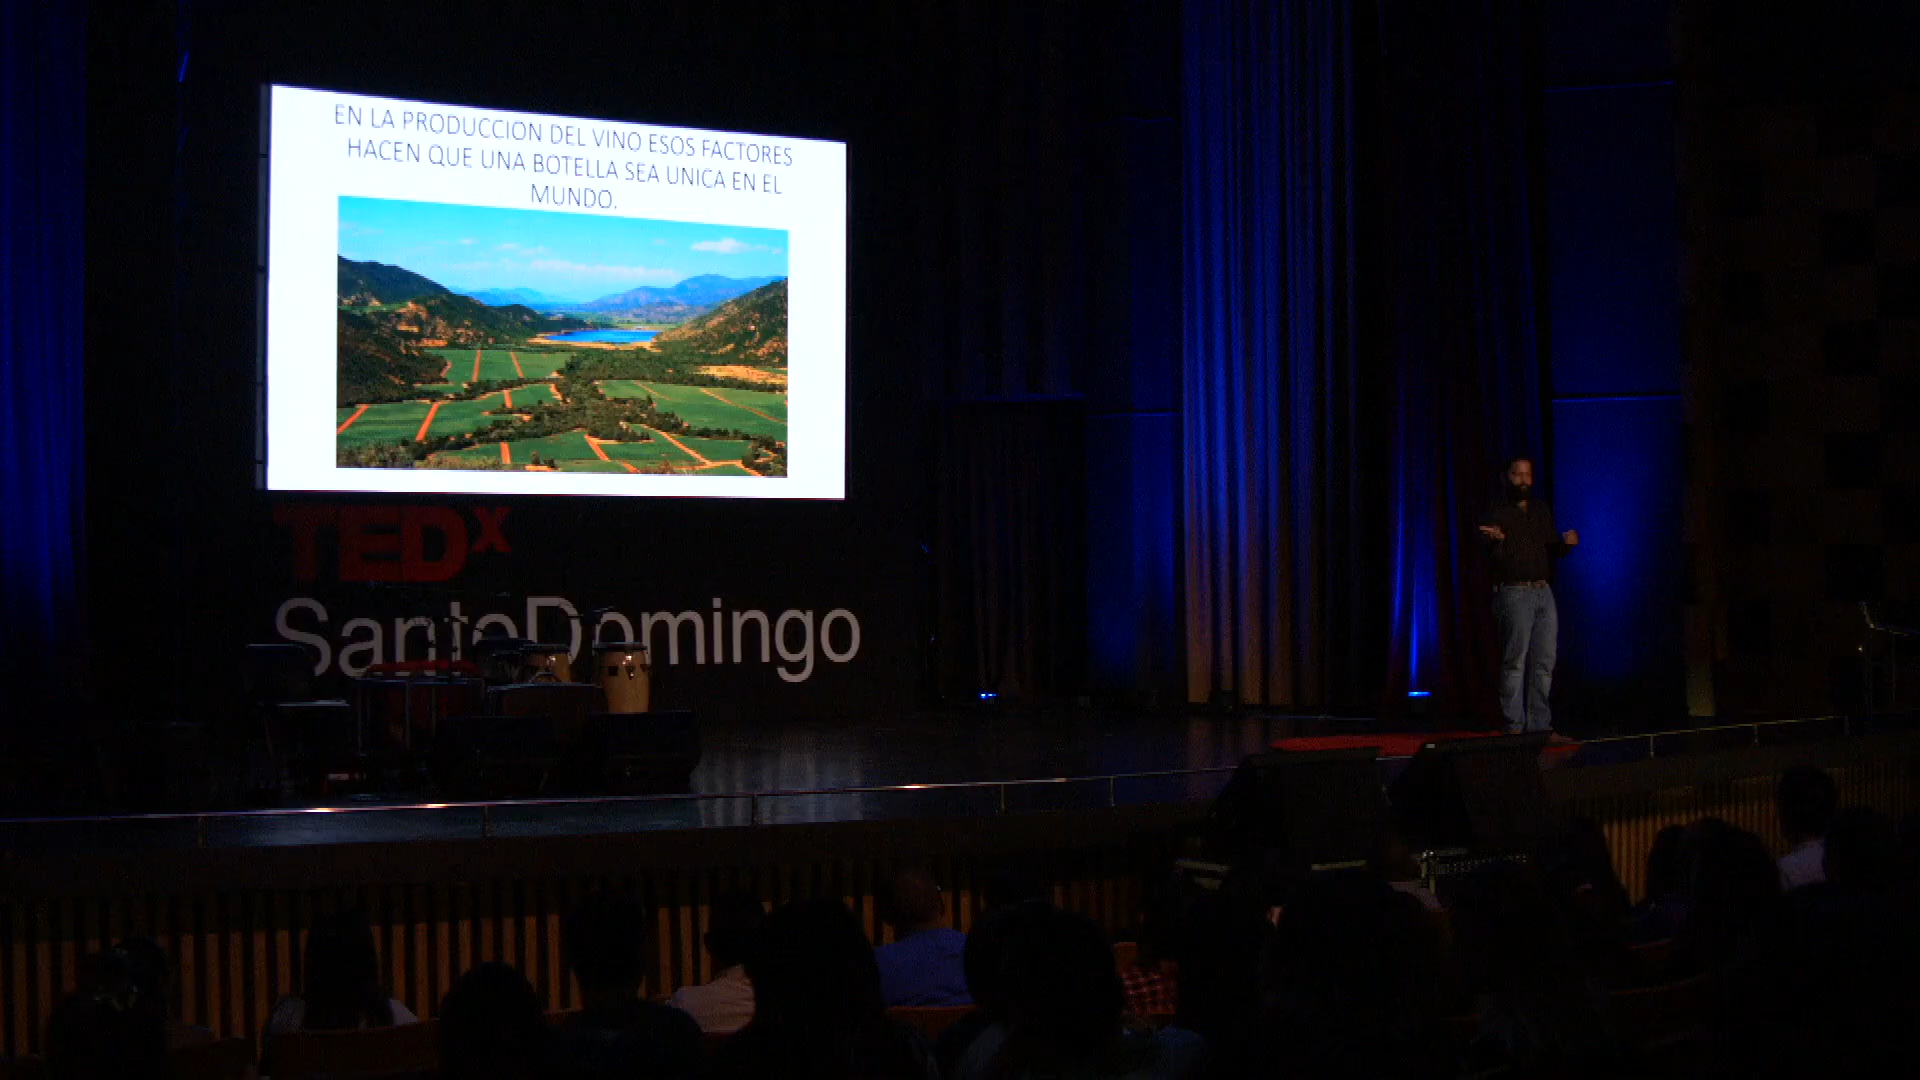 EN LA PRODUCCION DEL VINO ESOS FACTORES
HACEN QUE UNA BOTELLA SEA UNICA EN EL
MUNDO.
TEDx
SantoDomingo